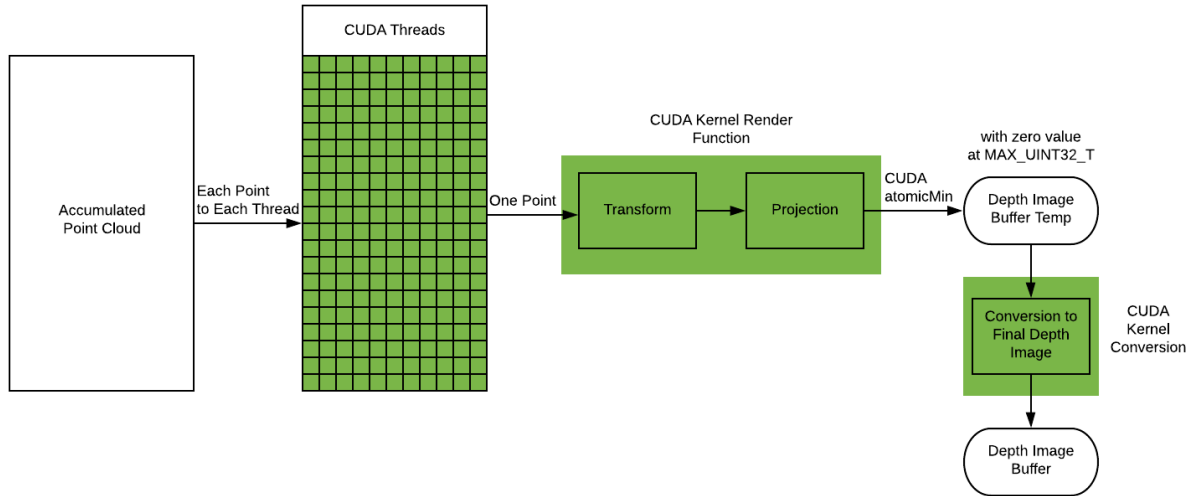 CUDA Threads
Accumulated
Point Cloud
Each Point
to Each Thread
One Point
CUDA Kernel Render
Function
Transform
Projection
CUDA
atomicMin
with zero value
at MAX_UINT32_T
Depth Image
Buffer Temp
Conversion to
Final Depth
Image
CUDA
Kernel
Conversion
Depth Image
Buffer